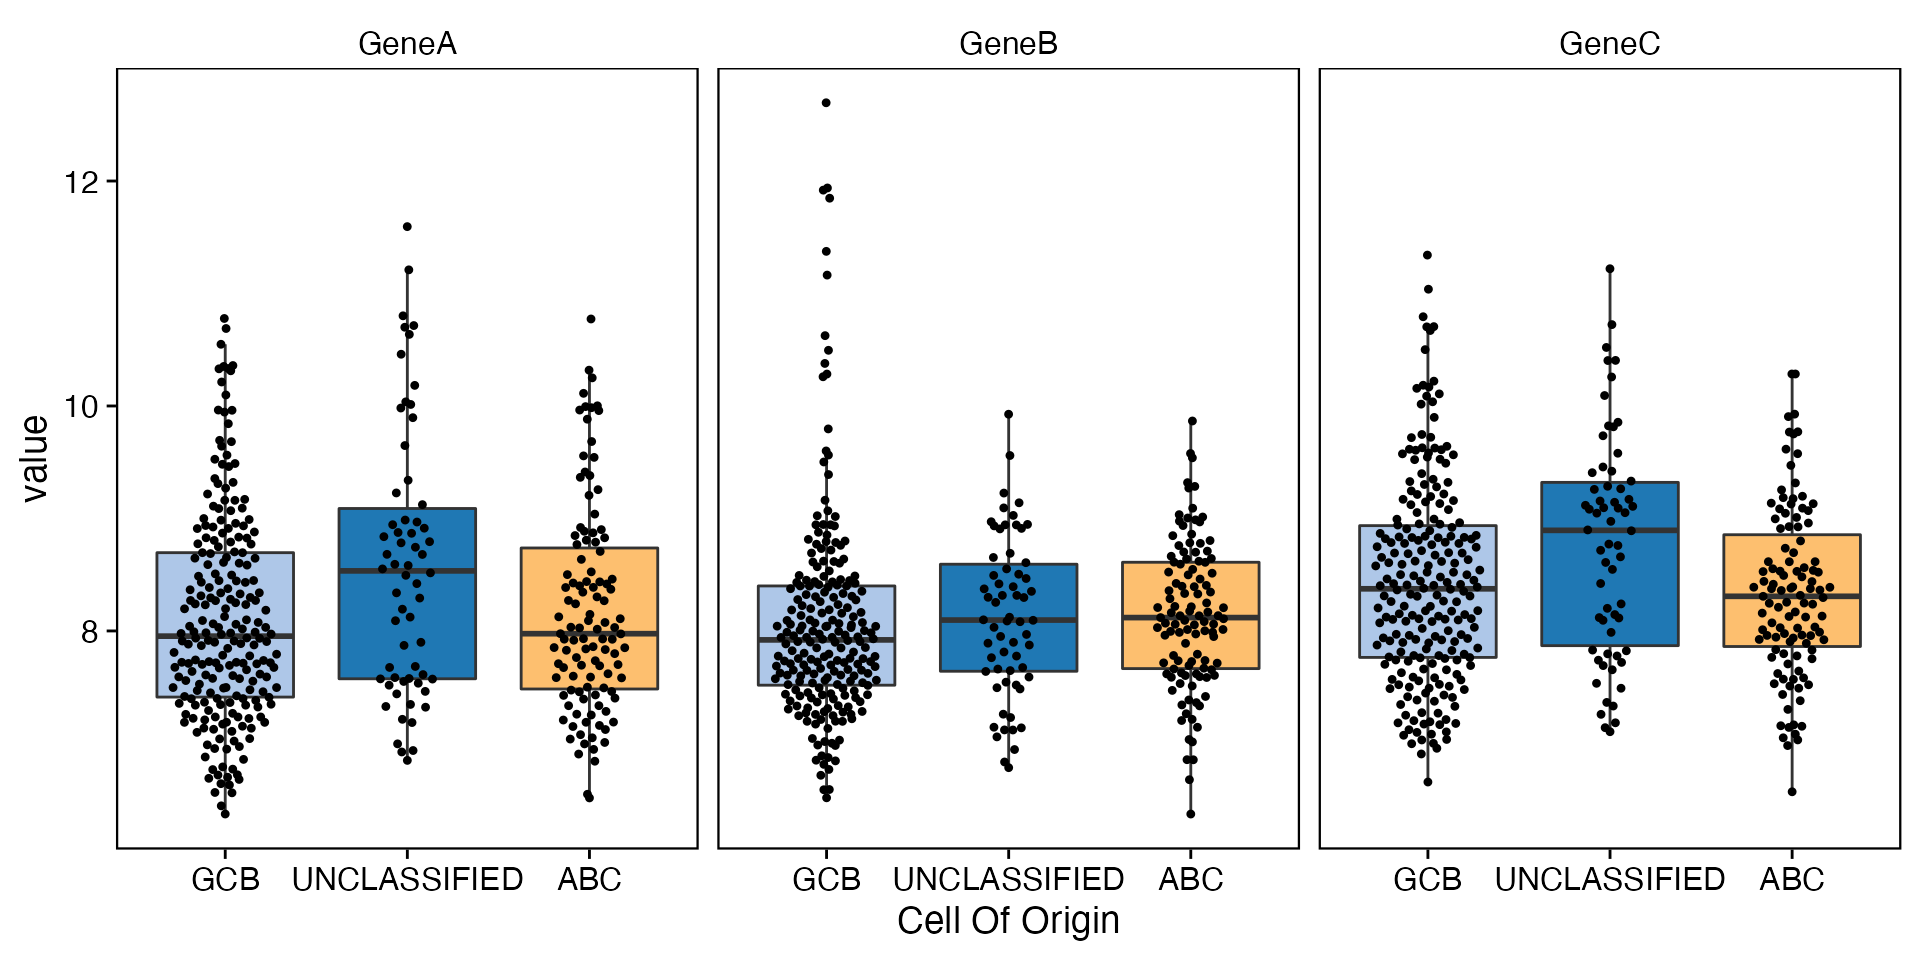 GeneA GeneB GeneC
12
10
8
value
GCB UNCLASSIFIED ABC GCB UNCLASSIFIED ABC GCB UNCLASSIFIED ABC
Cell Of Origin